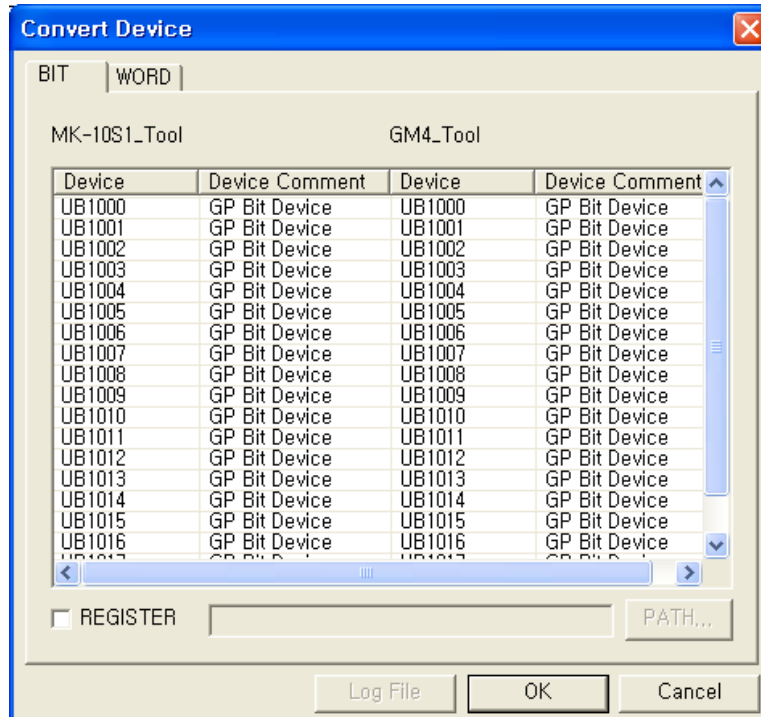 Convert Device
BIT WORD
MK-10S1_Tool GM4_Tool
Device Device Comment Device Device Comment
UB1000 GP Bit Device UB1000 GP Bit Device
UB1001 GP Bit Device UB1001 GP Bit Device
UB1002 GP Bit Device UB1002 GP Bit Device
UB1003 GP Bit Device UB1003 GP Bit Device
UB1004 GP Bit Device UB1004 GP Bit Device
UB1005 GP Bit Device UB1005 GP Bit Device
UB1006 GP Bit Device UB1006 GP Bit Device
UB1007 GP Bit Device UB1007 GP Bit Device
UB1008 GP Bit Device UB1008 GP Bit Device
UB1009 GP Bit Device UB1009 GP Bit Device
UB1010 GP Bit Device UB1010 GP Bit Device
UB1011 GP Bit Device UB1011 GP Bit Device
UB1012 GP Bit Device UB1012 GP Bit Device
UB1013 GP Bit Device UB1013 GP Bit Device
UB1014 GP Bit Device UB1014 GP Bit Device
UB1015 GP Bit Device UB1015 GP Bit Device
UB1016 GP Bit Device UB1016 GP Bit Device
REGISTER PATH...
Log File OK Cancel